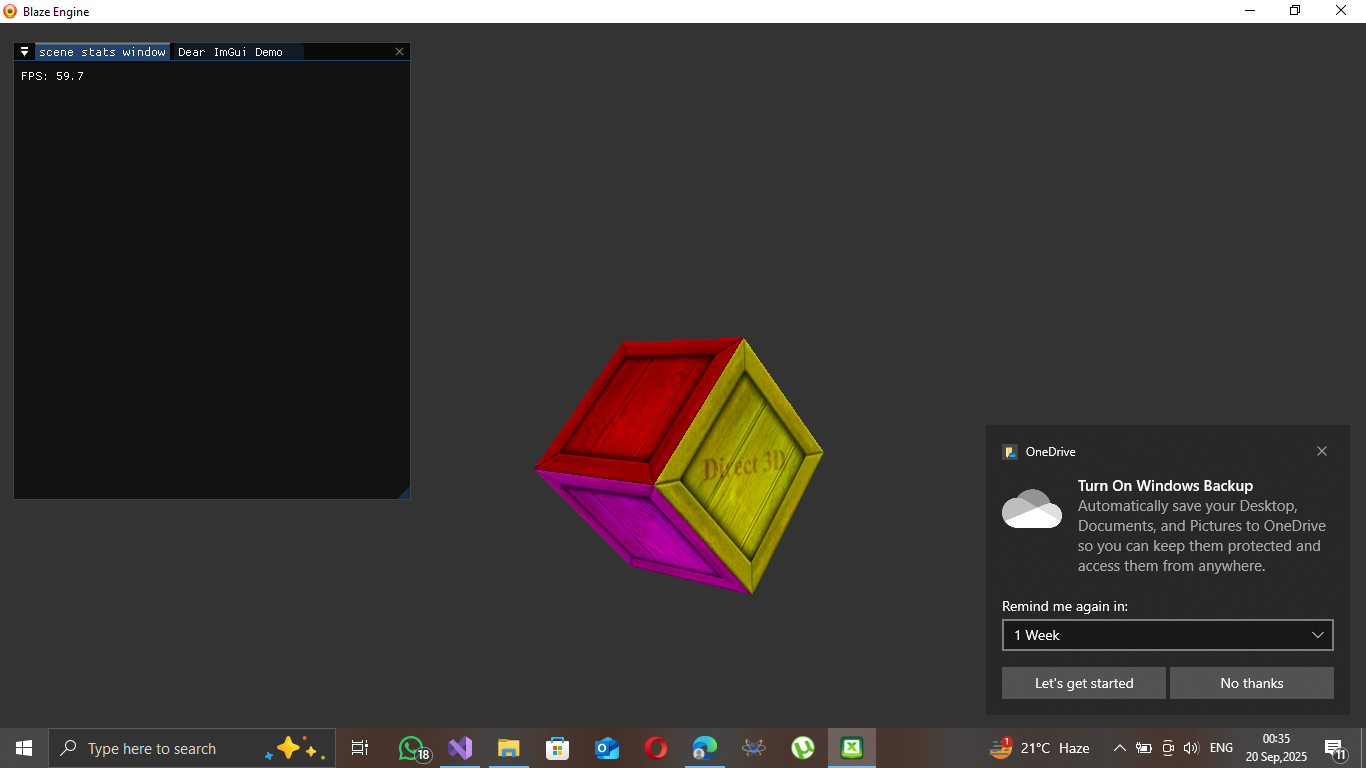 Blaze Engine
scene stats window
Dear ImGui Demo
FPS: 59.7
Direct 3D
OneDrive
Turn On Windows Backup
Automatically save your Desktop,
Documents, and Pictures to OneDrive
so you can keep them protected and
access them from anywhere.
Remind me again in:
1 Week
Let's get started
No thanks
Type here to search
18
1
21°C Haze
ENG
00:35
20 Sep,2025
11